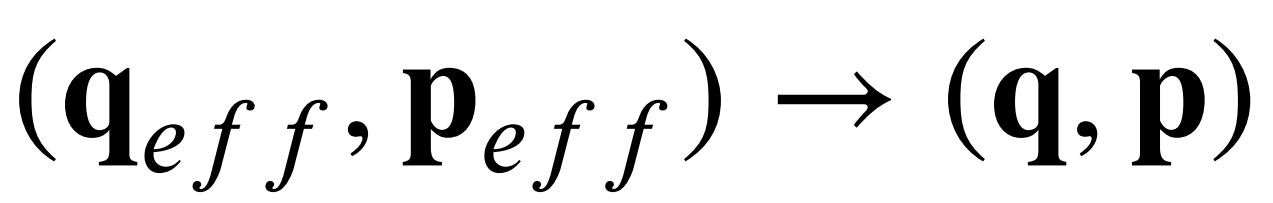 (𝐪_{eff}, 𝐩_{eff}) → (𝐪, 𝐩)